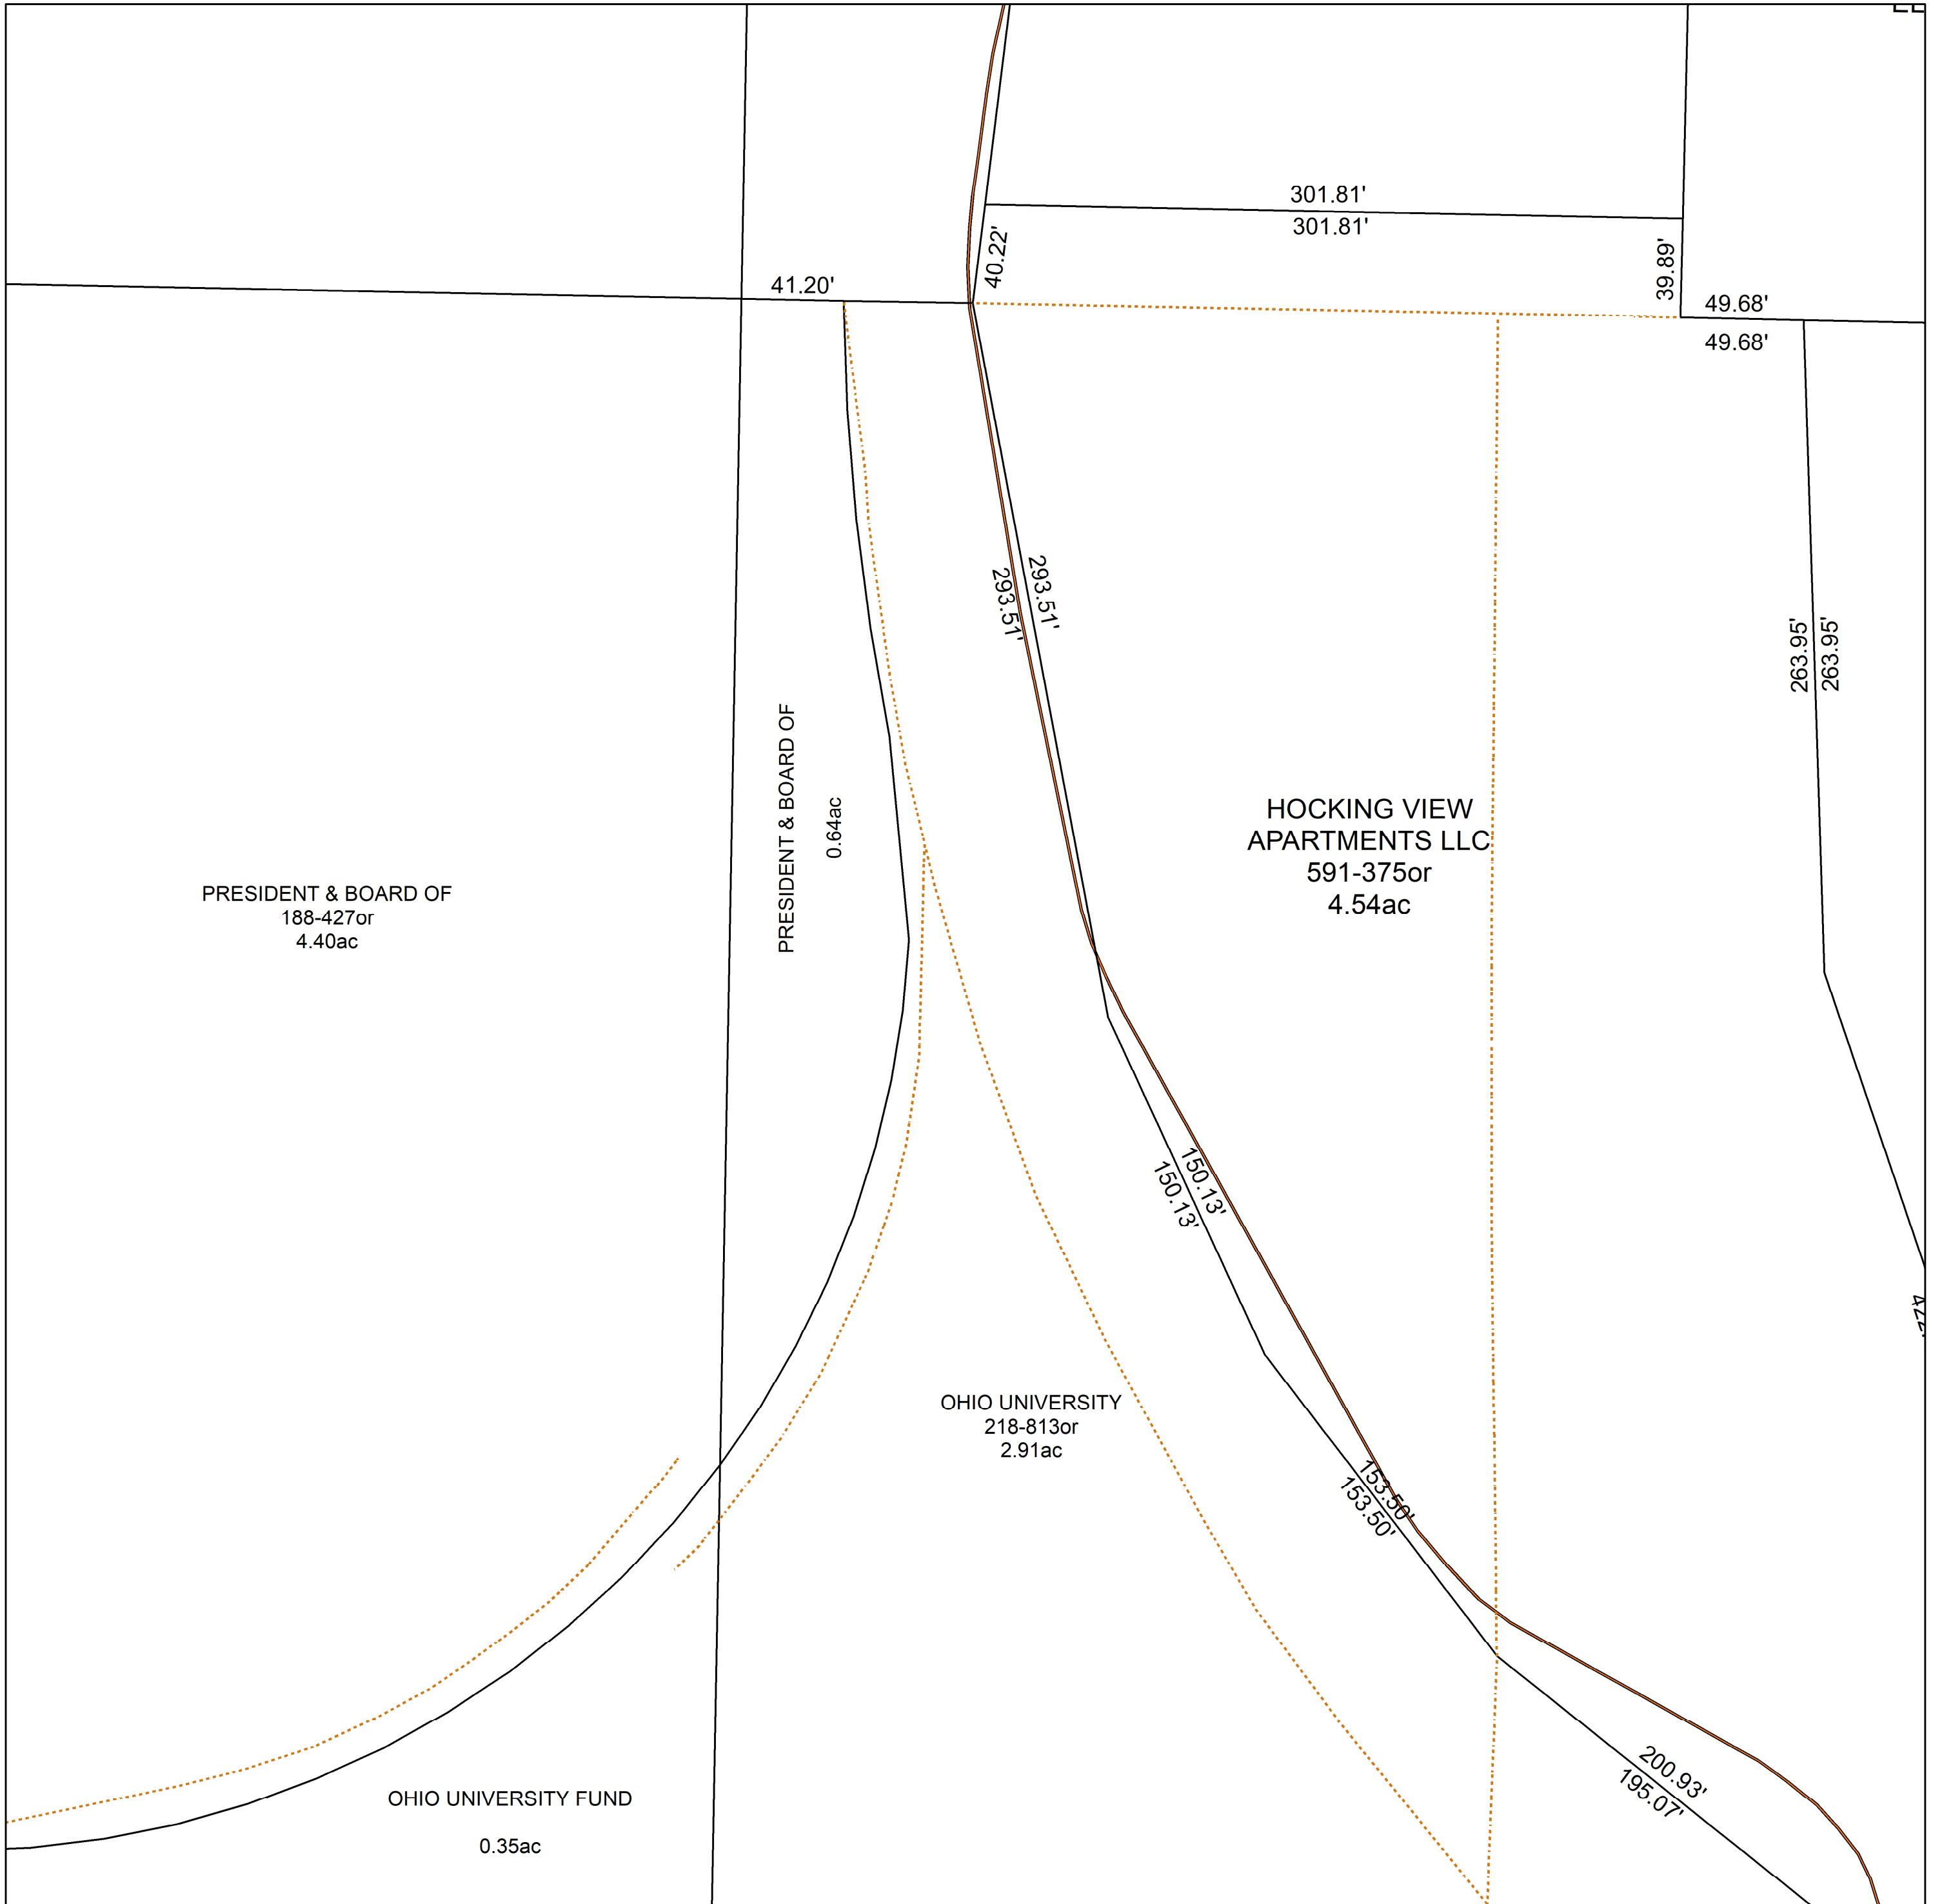 301.81'
301.81'
40.22'
39.89'
41.20'
49.68'
49.68'
293.51'
293.51'
263.95'
263.95'
PRESIDENT & BOARD OF
0.64ac
HOCKING VIEW
APARTMENTS LLC
591-375or
4.54ac
PRESIDENT & BOARD OF
188-427or
4.40ac
150.13'
150.13'
OHIO UNIVERSITY
218-813or
2.91ac
153.50'
153.50'
200.93'
195.07'
OHIO UNIVERSITY FUND
0.35ac